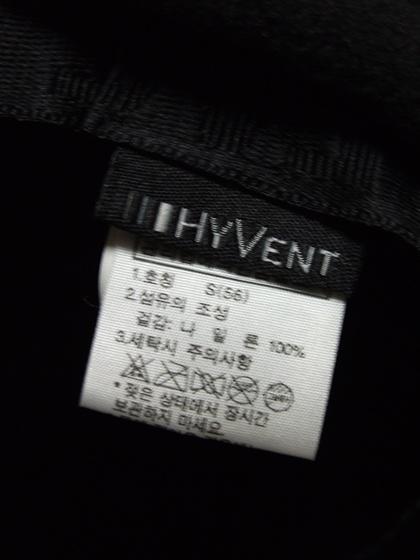 HYVENT
1.호칭 S(56)
2.섬유의 조성
겉감: 나 일 론 100%
3.세탁시 주의사항
* 젖은 상태에서 장시간
보관하지 마세요.